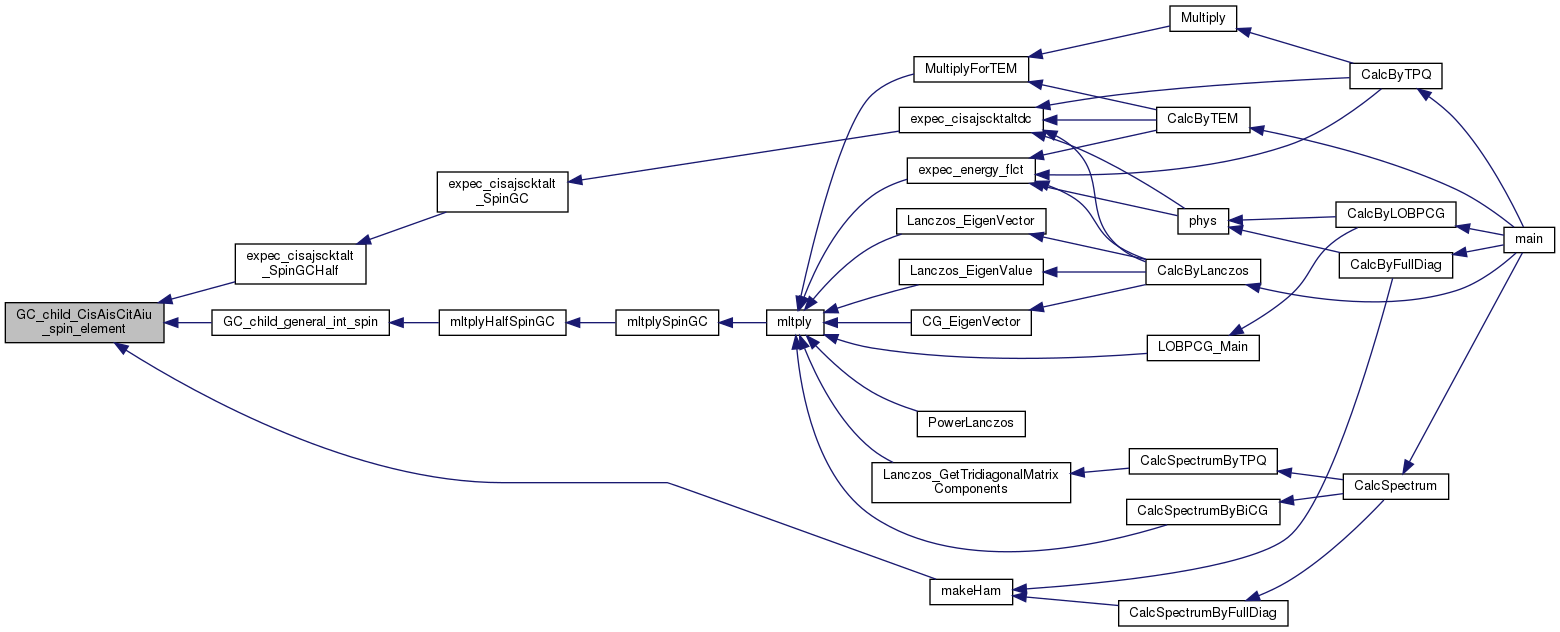 GC_child_CisAisCitAiu
_spin_element
expec_cisajscktalt
_SpinGCHalf
expec_cisajscktalt
_SpinGC
GC_child_general_int_spin
mltplyHalfSpinGC
mltplySpinGC
mltply
MultiplyForTEM
Multiply
expec_cisajscktaltdc
expec_energy_flct
Lanczos_EigenVector
Lanczos_EigenValue
CG_EigenVector
LOBPCG_Main
PowerLanczos
Lanczos_GetTridiagonalMatrix
Components
CalcSpectrumByTPQ
CalcSpectrumByBiCG
makeHam
CalcSpectrumByFullDiag
CalcByTPQ
CalcByTEM
phys
CalcByLanczos
CalcByLOBPCG
CalcByFullDiag
CalcSpectrum
main